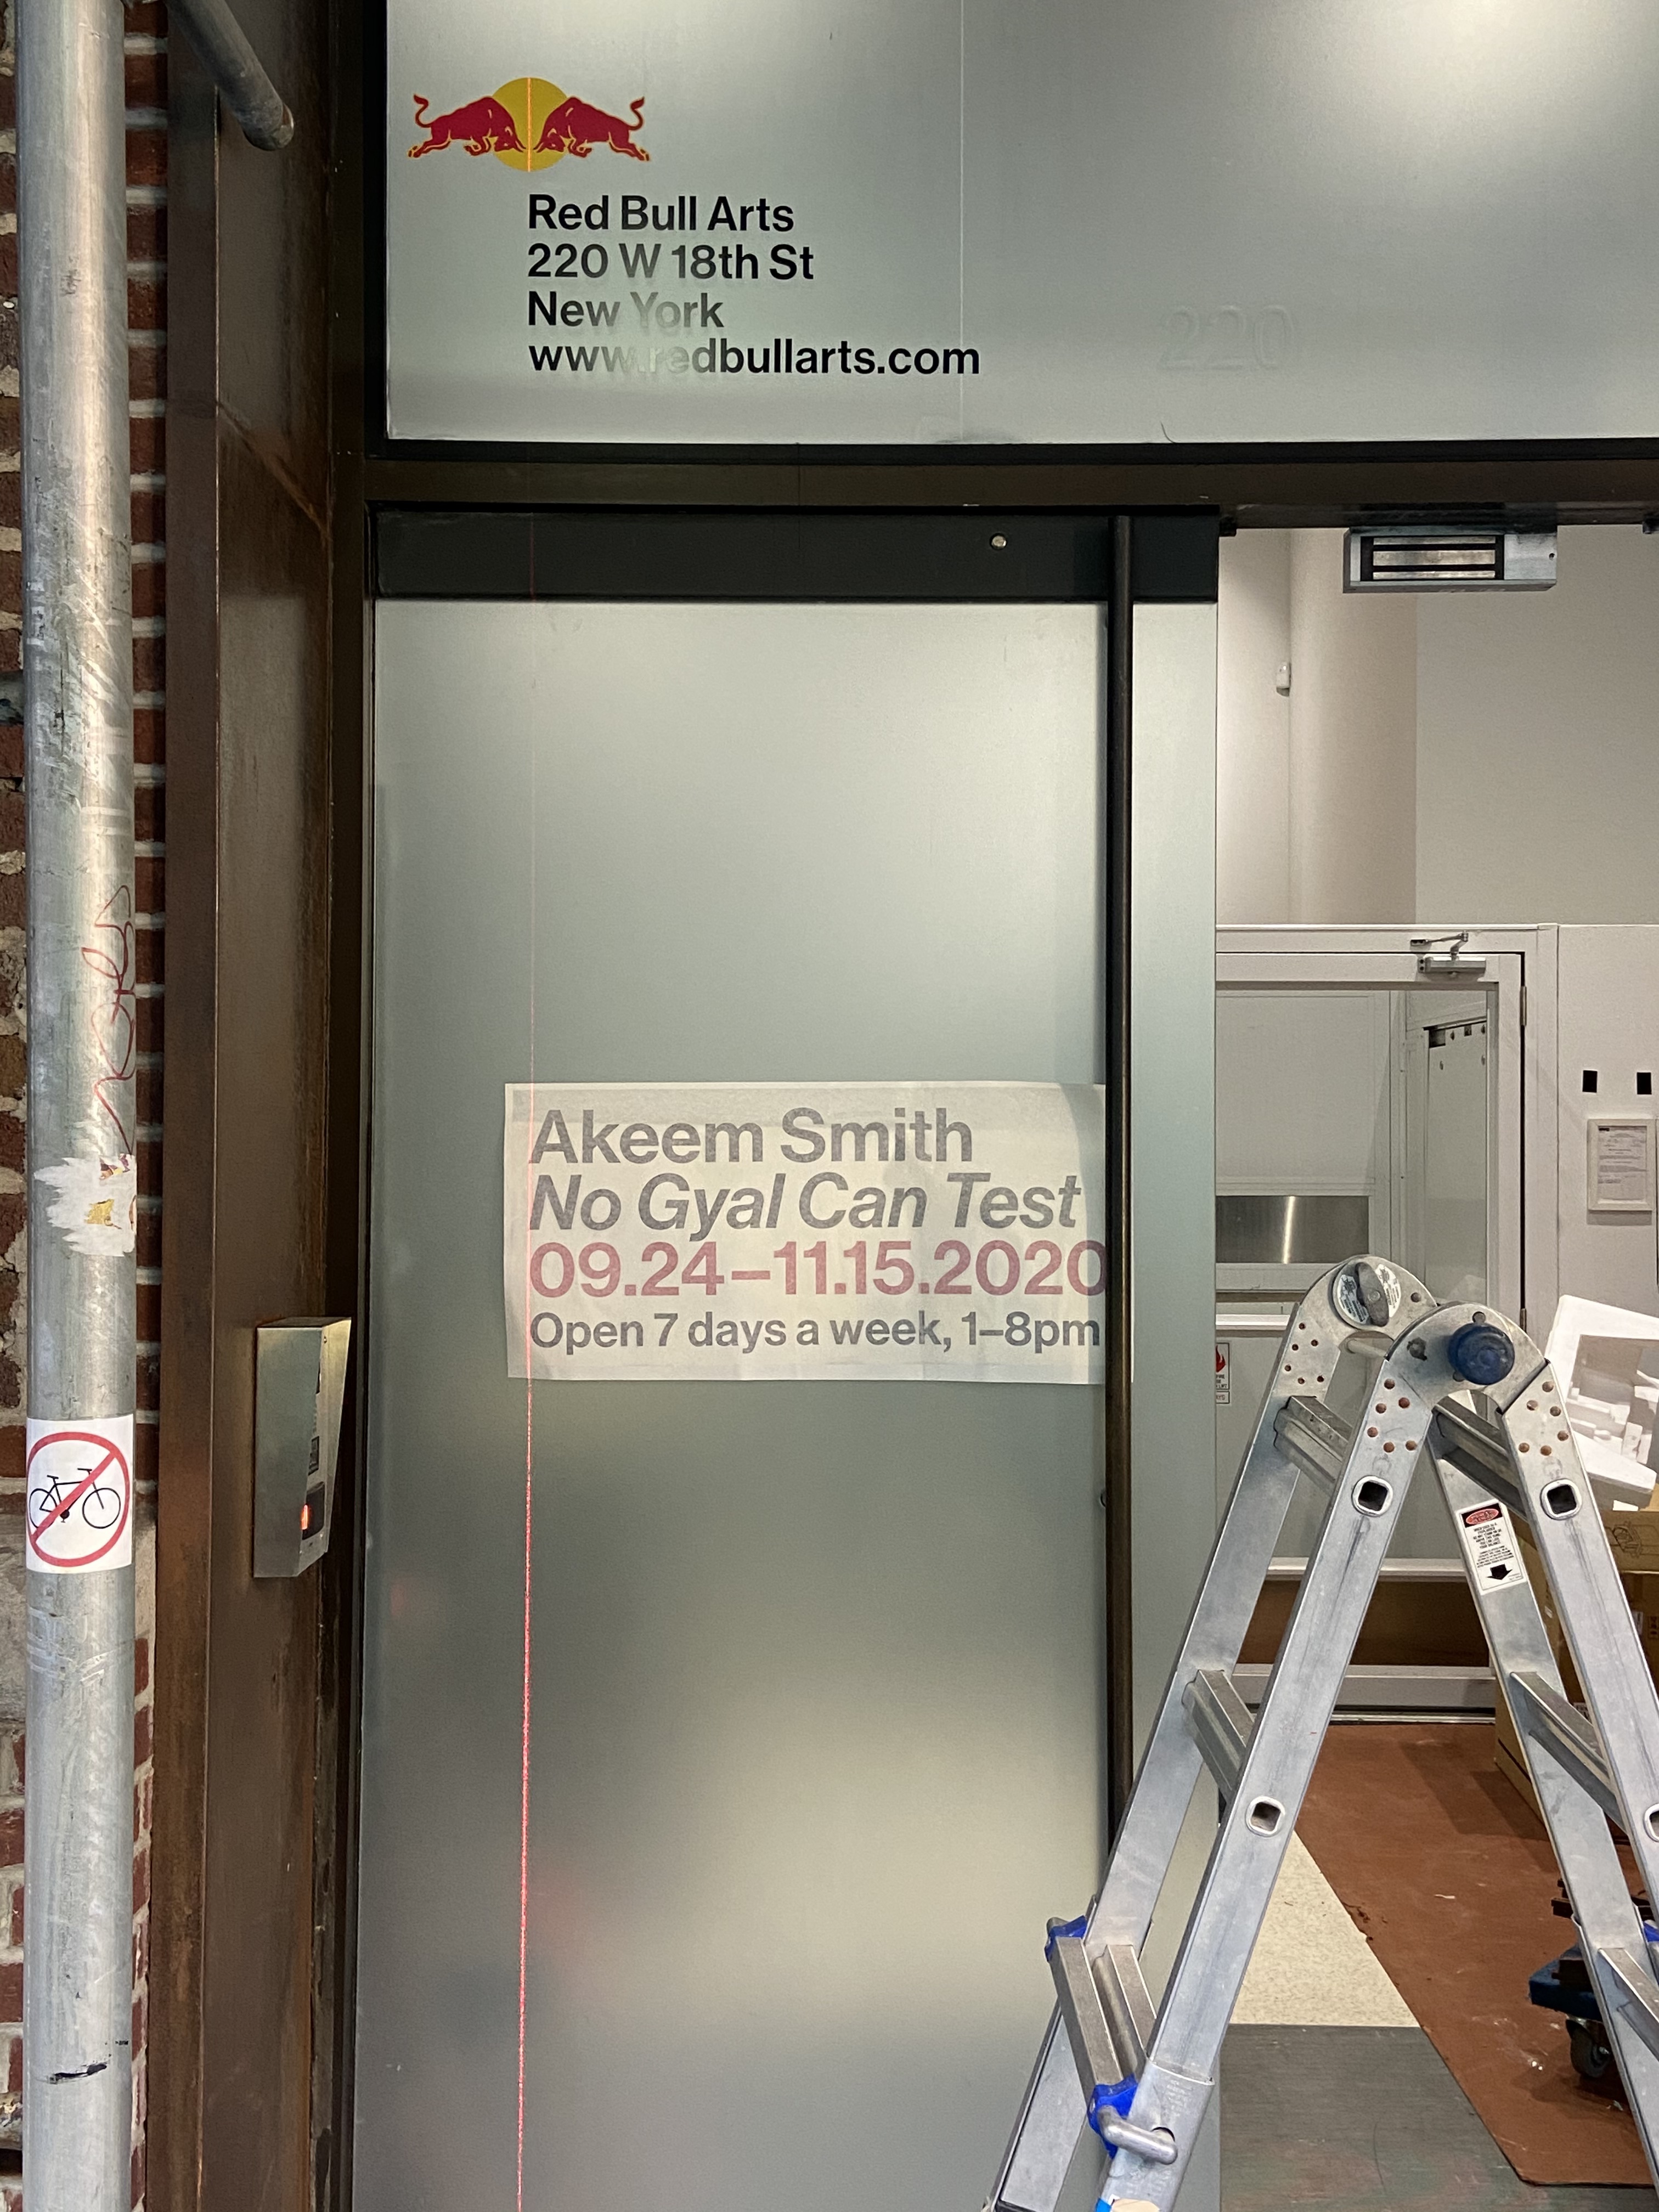 Red Bull Arts
220 W 18th St
New York
www.redbullarts.com
220
Akeem Smith
No Gyal Can Test
09.24–11.15.2020
Open 7 days a week, 1–8pm